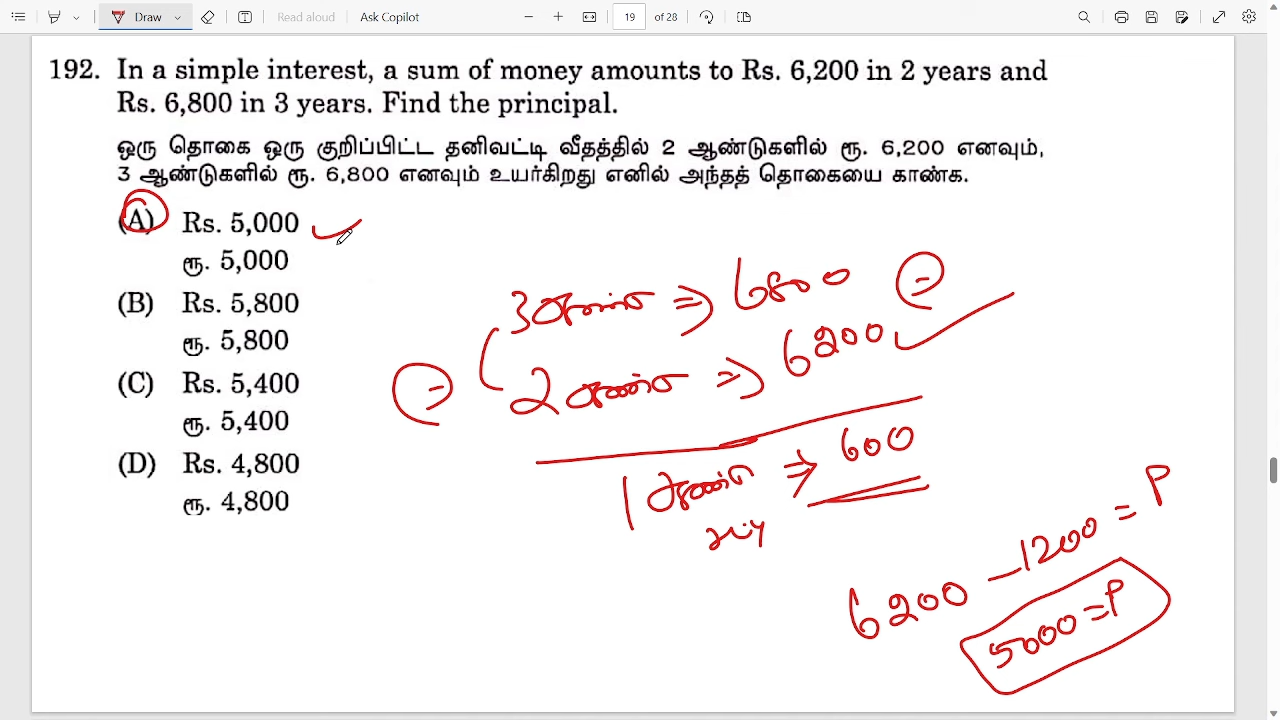 Draw
Read aloud
Ask Copilot
19 of 28
192. In a simple interest, a sum of money amounts to Rs. 6,200 in 2 years and
Rs. 6,800 in 3 years. Find the principal.
ஒரு தொகை ஒரு குறிப்பிட்ட தனிவட்டி வீதத்தில் 2 ஆண்டுகளில் ரூ. 6,200 எனவும்,
3 ஆண்டுகளில் ரூ. 6,800 எனவும் உயர்கிறது எனில் அந்தத் தொகையை காண்க.
(A) Rs. 5,000
ரூ. 5,000
(B) Rs. 5,800
ரூ. 5,800
(C) Rs. 5,400
ரூ. 5,400
(D) Rs. 4,800
ரூ. 4,800
3 ஆண்டு ⇒ 6800
2 ஆண்டு ⇒ 6200
1 ஆண்டு ⇒ 600
6200 – 1200 = P
5000 = P